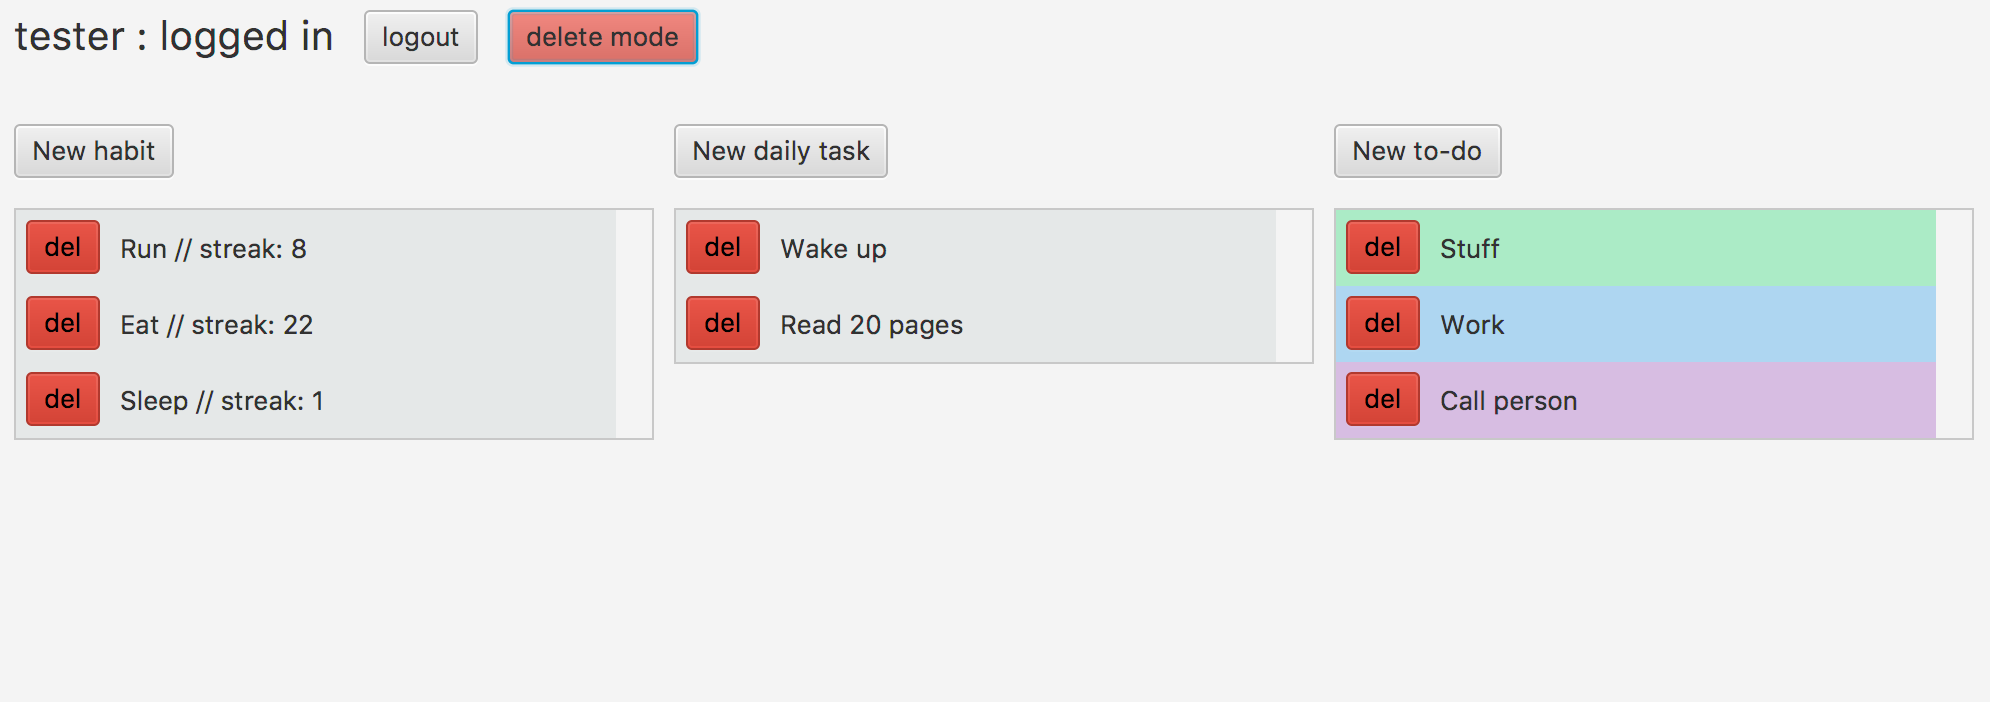 tester : logged in logout delete mode
New habit
del Run // streak: 8
del Eat // streak: 22
del Sleep // streak: 1
New daily task
del Wake up
del Read 20 pages
New to-do
del Stuff
del Work
del Call person